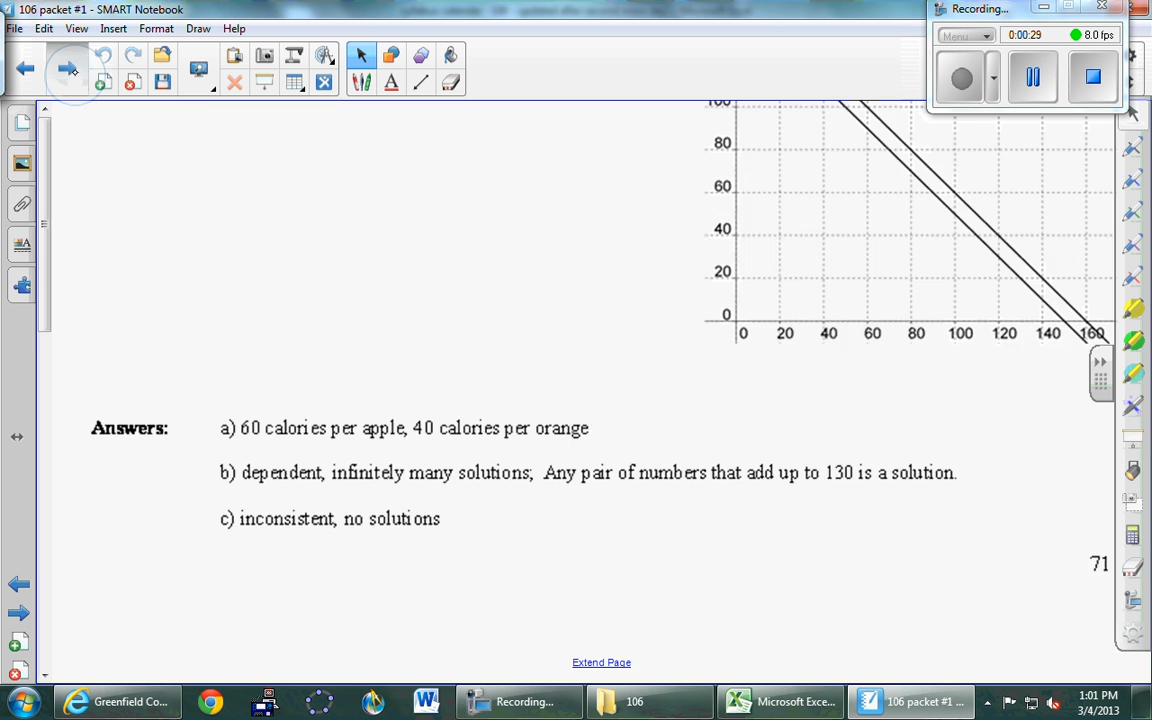 106 packet #1 - SMART Notebook
Recording...
File Edit View Insert Format Draw Help
Menu
0:00:29
8.0 fps
100
80
60
40
20
0
0 20 40 60 80 100 120 140 160
Answers: a) 60 calories per apple, 40 calories per orange
b) dependent, infinitely many solutions; Any pair of numbers that add up to 130 is a solution.
c) inconsistent, no solutions
71
Extend Page
Greenfield Co...
Recording...
106
Microsoft Exce...
106 packet #1 ...
1:01 PM
3/4/2013